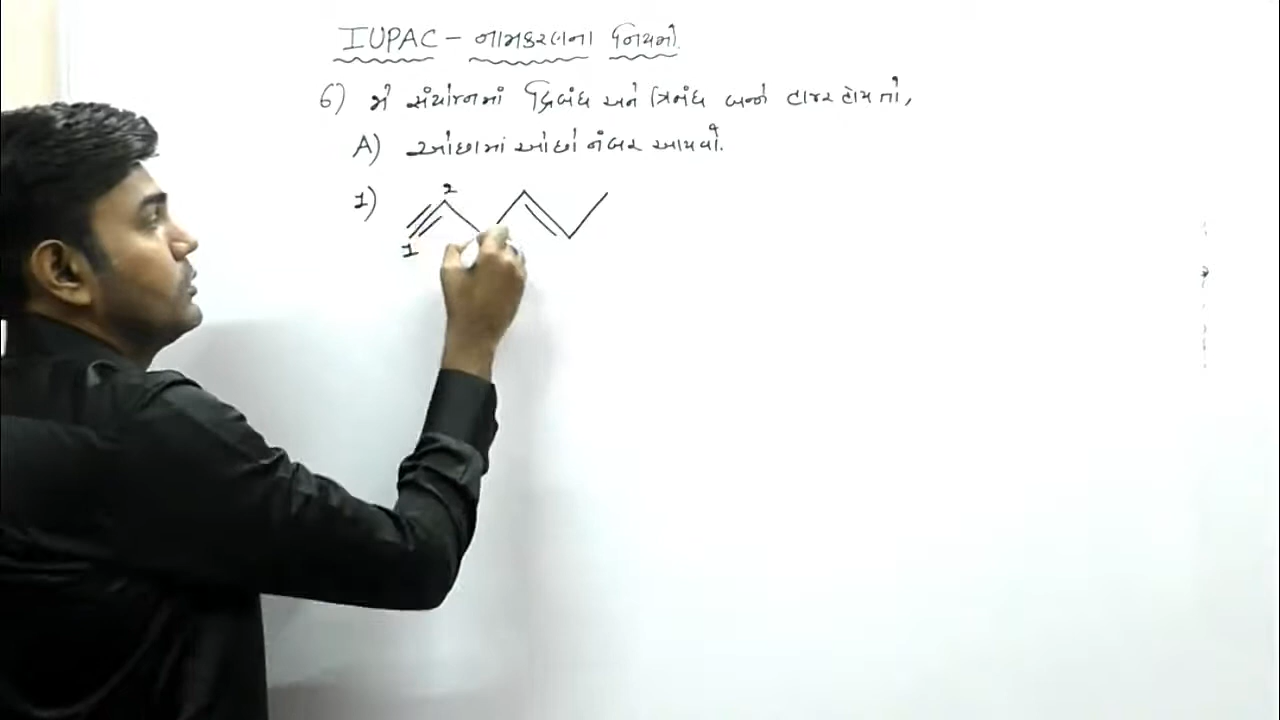 IUPAC - નામકરણના નિયમો.
6) જો સંયોજનમાં દ્વિબંધ અને ત્રિબંધ બન્ને હાજર હોય તો,
A) ઓછામાં ઓછો નંબર આપવો.
1)
2
1